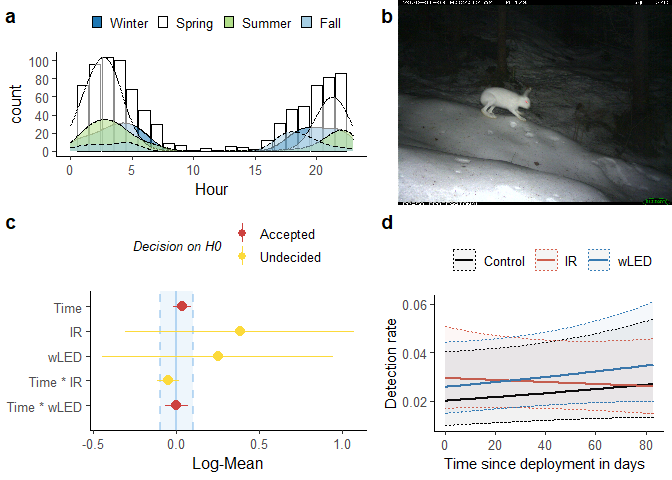 a
Winter Spring Summer Fall
count
100
80
60
40
20
0
0 5 10 15 20
Hour
b
c
Decision on H0
Accepted
Undecided
Time
IR
wLED
Time * IR
Time * wLED
-0.5 0.0 0.5 1.0
Log-Mean
d
Control IR wLED
Detection rate
0.06
0.04
0.02
0 20 40 60 80
Time since deployment in days